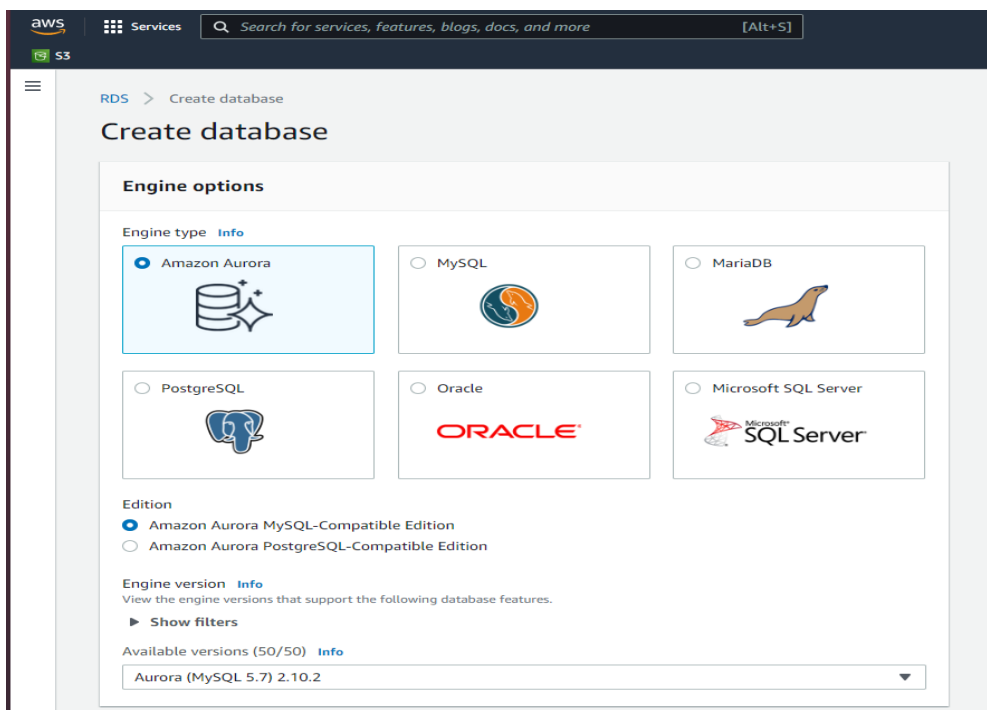 aws
Services
Search for services, features, blogs, docs, and more [Alt+S]
S3
RDS > Create database
Create database
Engine options
Engine type Info
Amazon Aurora
MySQL
MariaDB
PostgreSQL
Oracle
ORACLE
Microsoft SQL Server
Microsoft®
SQL Server
Edition
Amazon Aurora MySQL-Compatible Edition
Amazon Aurora PostgreSQL-Compatible Edition
Engine version Info
View the engine versions that support the following database features.
Show filters
Available versions (50/50) Info
Aurora (MySQL 5.7) 2.10.2